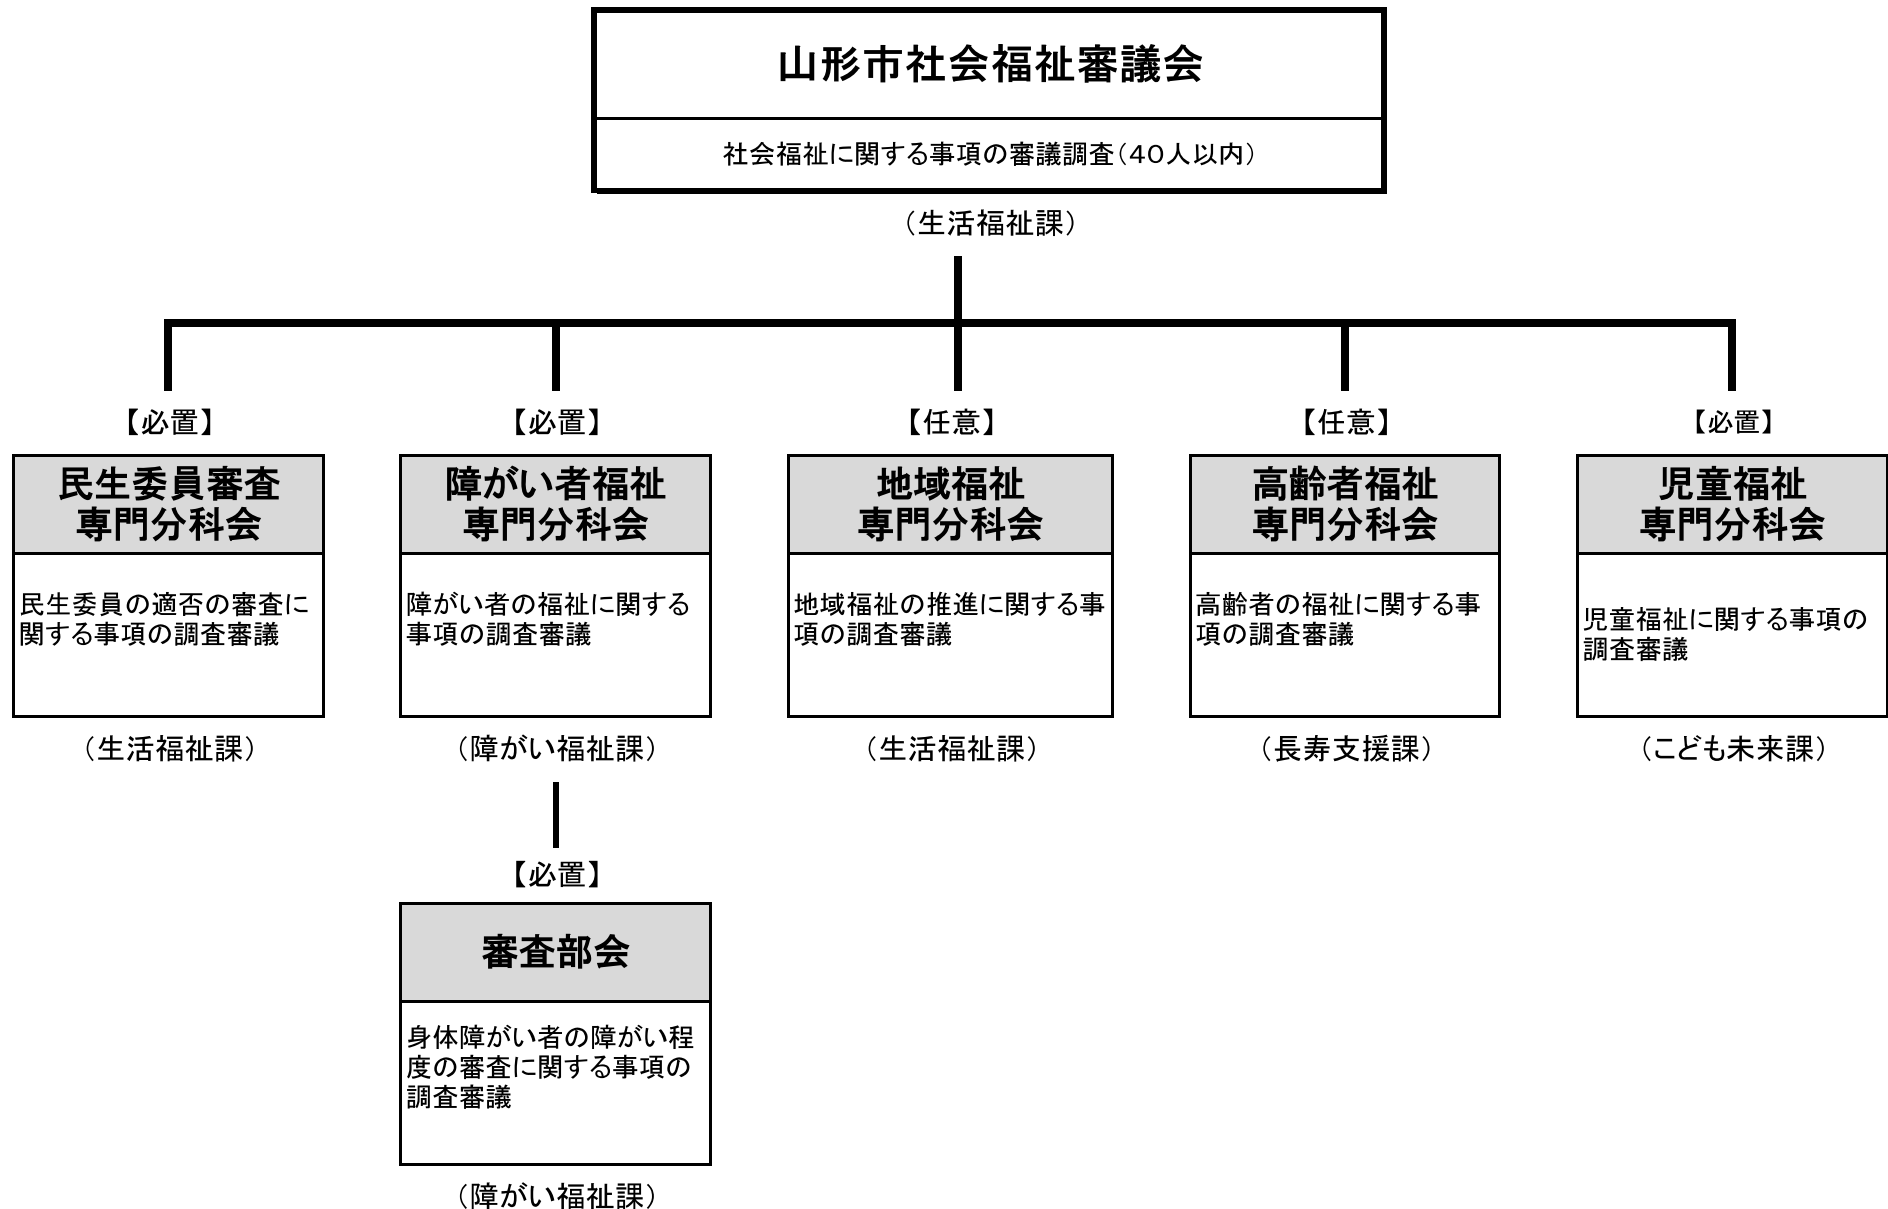 山形市社会福祉審議会
社会福祉に関する事項の審議調査（４０人以内）
（生活福祉課）
【必置】
民生委員審査
専門分科会
民生委員の適否の審査に
関する事項の調査審議
（生活福祉課）
【必置】
障がい者福祉
専門分科会
障がい者の福祉に関する
事項の調査審議
（障がい福祉課）
【必置】
審査部会
身体障がい者の障がい程
度の審査に関する事項の
調査審議
（障がい福祉課）
【任意】
地域福祉
専門分科会
地域福祉の推進に関する事
項の調査審議
（生活福祉課）
【任意】
高齢者福祉
専門分科会
高齢者の福祉に関する事
項の調査審議
（長寿支援課）
【必置】
児童福祉
専門分科会
児童福祉に関する事項の
調査審議
（こども未来課）